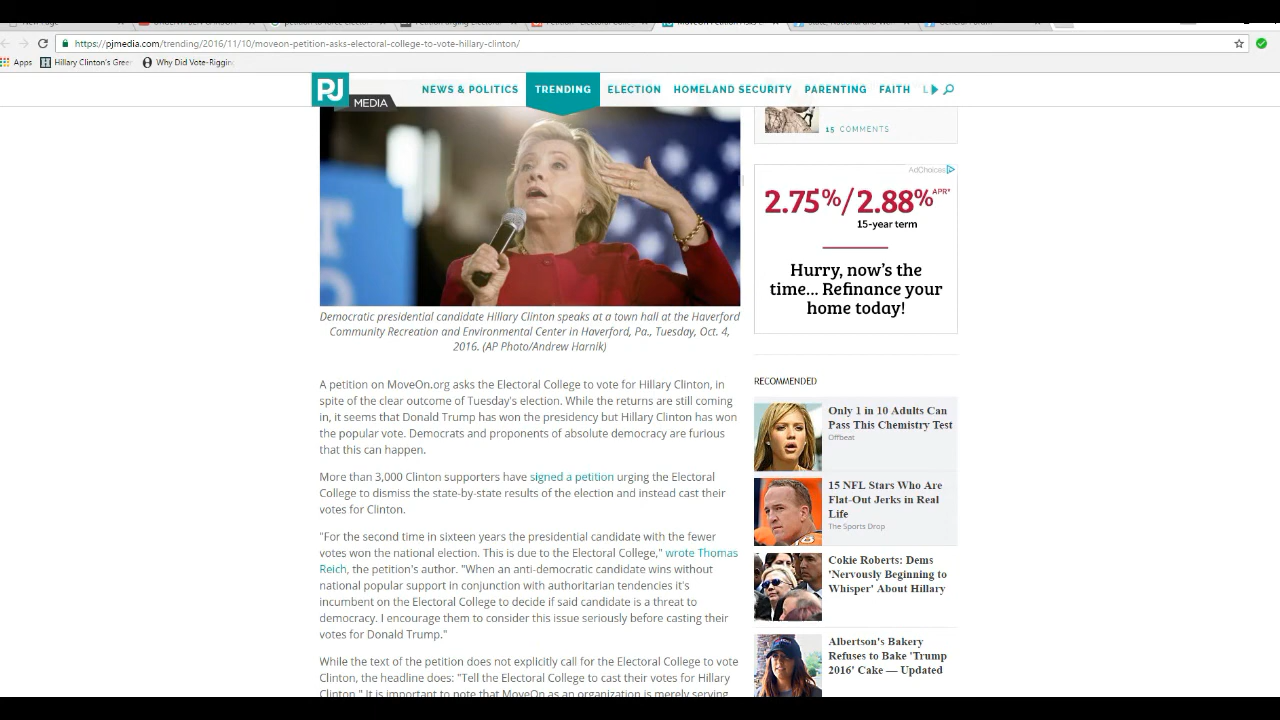 https://pjmedia.com/trending/2016/11/10/moveon-petition-asks-electoral-college-to-vote-hillary-clinton/
Apps Hillary Clinton's Gree Why Did Vote-Riggin
PJ MEDIA
NEWS & POLITICS TRENDING ELECTION HOMELAND SECURITY PARENTING FAITH L
Democratic presidential candidate Hillary Clinton speaks at a town hall at the Haverford
Community Recreation and Environmental Center in Haverford, Pa., Tuesday, Oct. 4,
2016. (AP Photo/Andrew Harnik)
A petition on MoveOn.org asks the Electoral College to vote for Hillary Clinton, in
spite of the clear outcome of Tuesday's election. While the returns are still coming
in, it seems that Donald Trump has won the presidency but Hillary Clinton has won
the popular vote. Democrats and proponents of absolute democracy are furious
that this can happen.
More than 3,000 Clinton supporters have signed a petition urging the Electoral
College to dismiss the state-by-state results of the election and instead cast their
votes for Clinton.
"For the second time in sixteen years the presidential candidate with the fewer
votes won the national election. This is due to the Electoral College," wrote Thomas
Reich, the petition's author. "When an anti-democratic candidate wins without
national popular support in conjunction with authoritarian tendencies it's
incumbent on the Electoral College to decide if said candidate is a threat to
democracy. I encourage them to consider this issue seriously before casting their
votes for Donald Trump."
While the text of the petition does not explicitly call for the Electoral College to vote
Clinton, the headline does: "Tell the Electoral College to cast their votes for Hillary
Clinton." It is important to note that MoveOn as an organization is merely serving
15 COMMENTS
AdChoices
2.75%/2.88% APR*
15-year term
Hurry, now's the
time... Refinance your
home today!
RECOMMENDED
Only 1 in 10 Adults Can
Pass This Chemistry Test
Offbeat
15 NFL Stars Who Are
Flat-Out Jerks in Real
Life
The Sports Drop
Cokie Roberts: Dems
'Nervously Beginning to
Whisper' About Hillary
Albertson's Bakery
Refuses to Bake 'Trump
2016' Cake — Updated